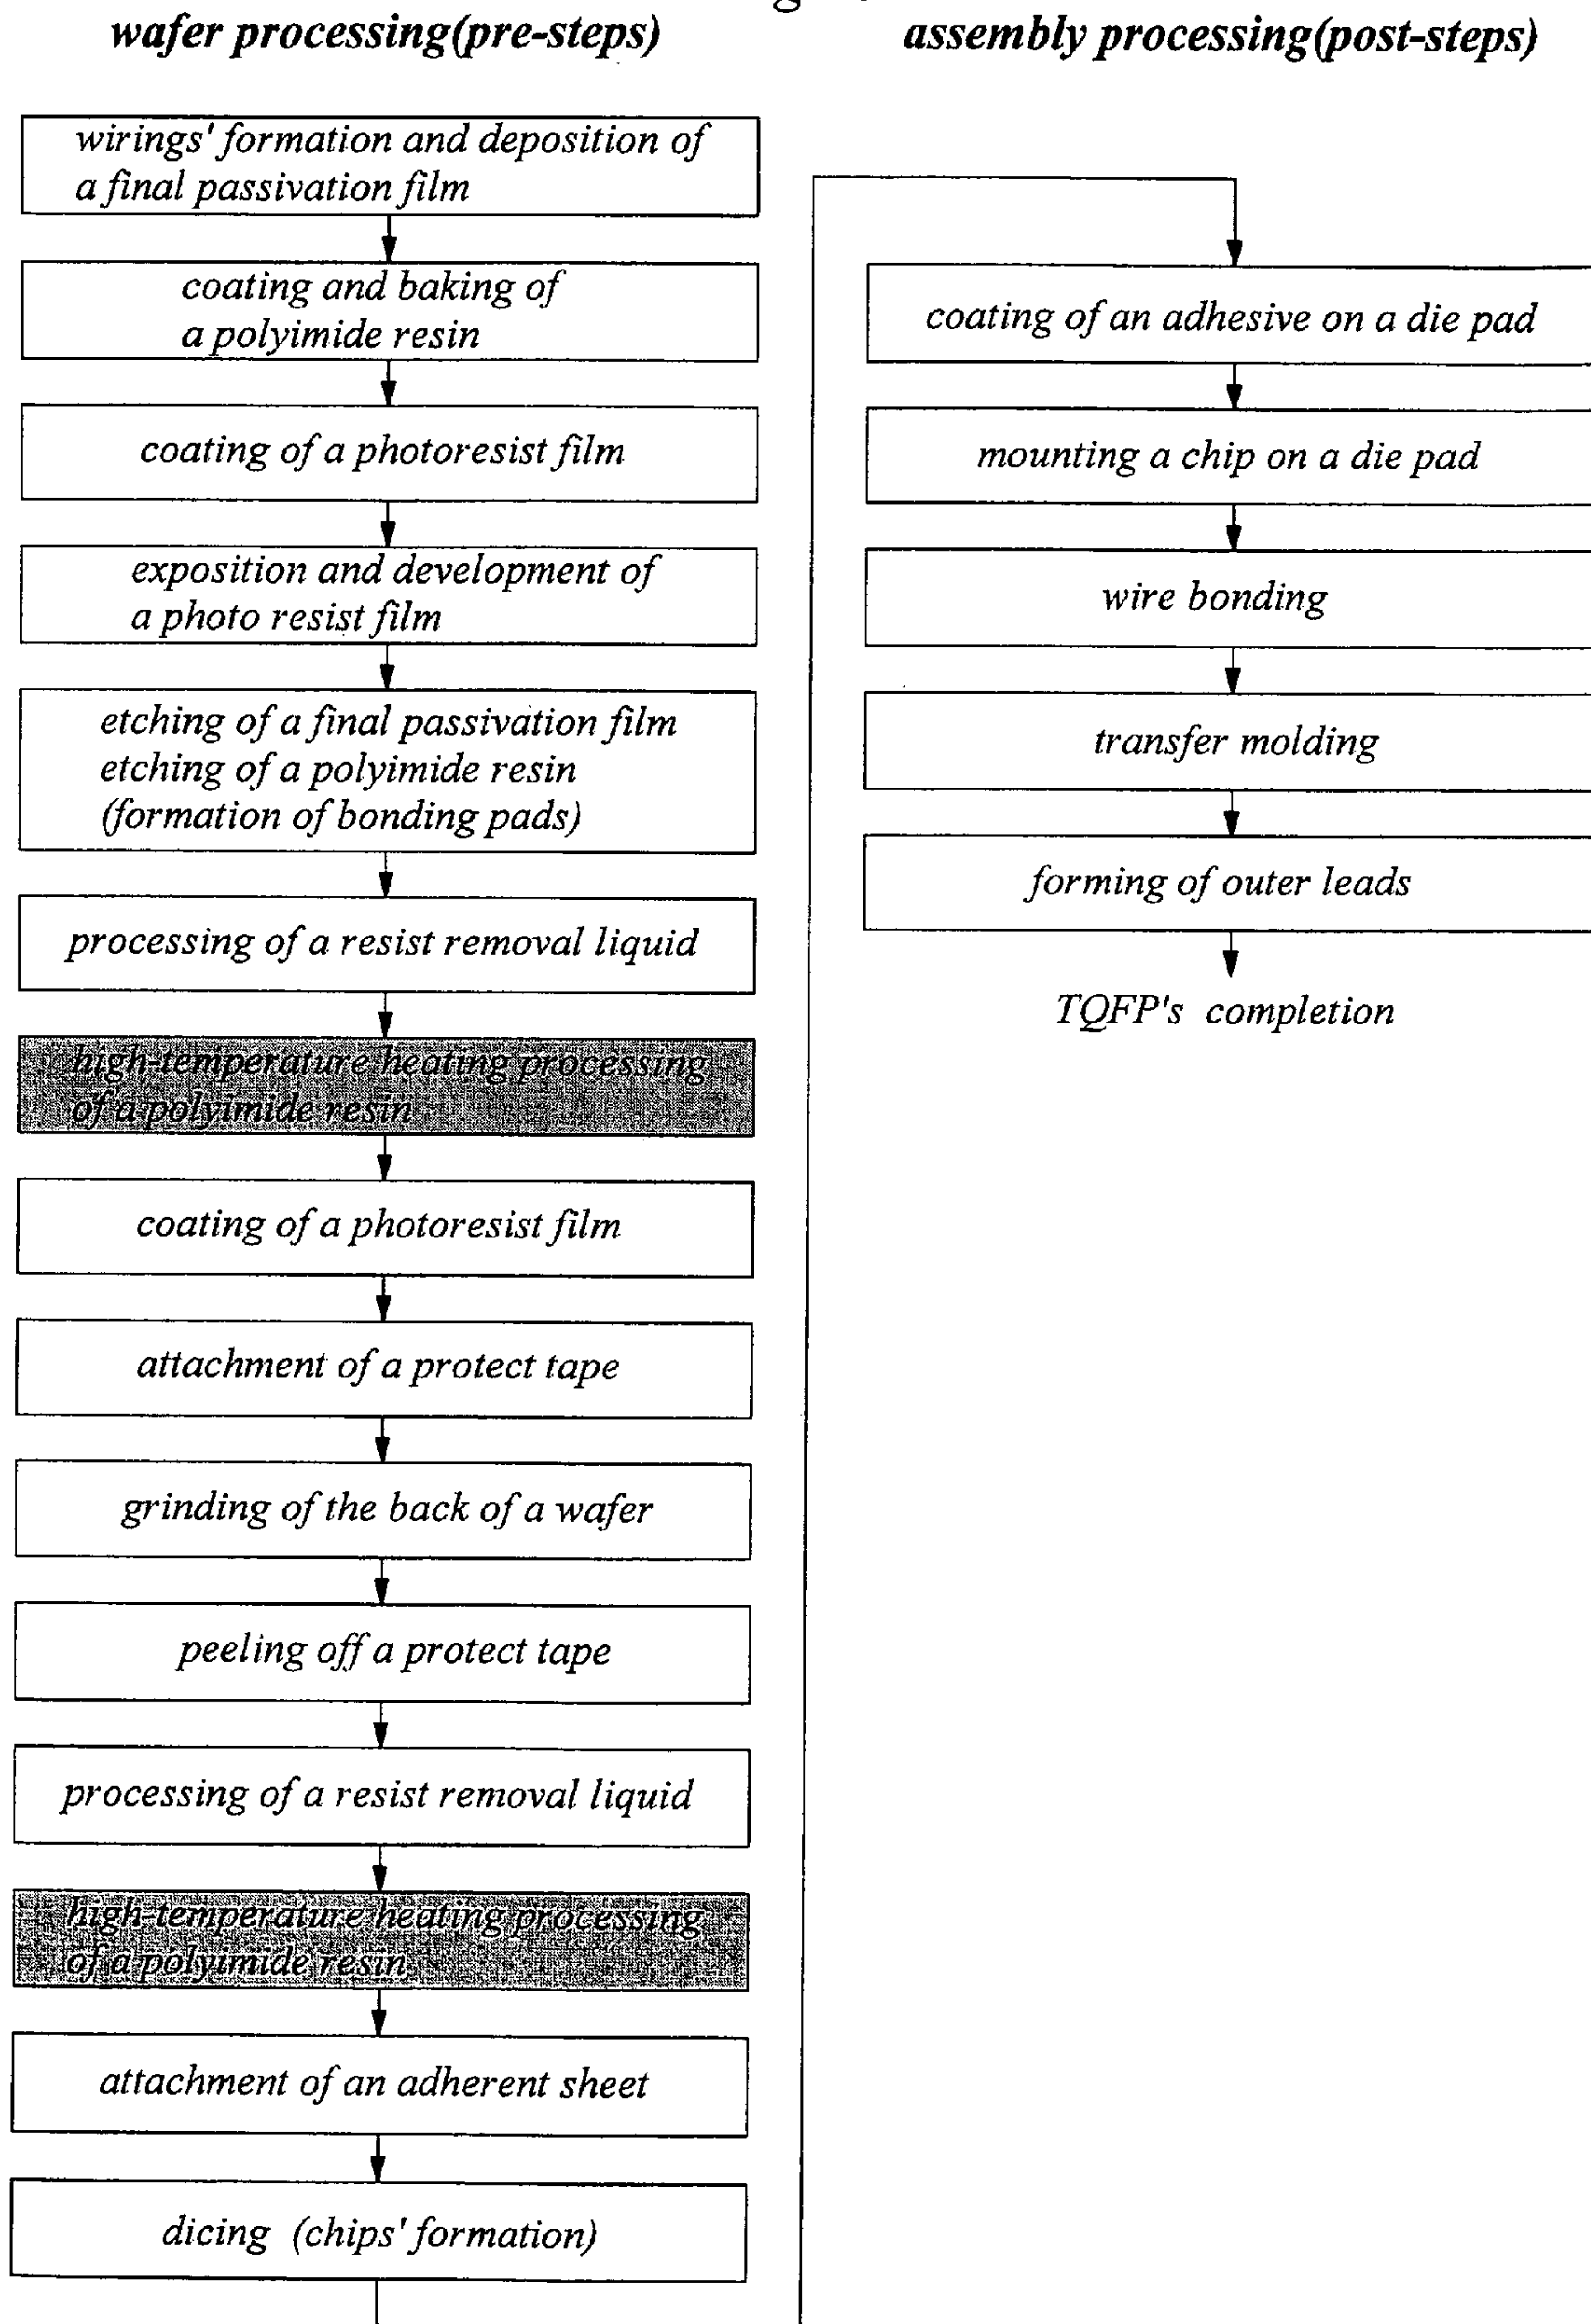 wafer processing(pre-steps)
wirings' formation and deposition of
a final passivation film
coating and baking of
a polyimide resin
coating of a photoresist film
exposition and development of
a photo resist film
etching of a final passivation film
etching of a polyimide resin
(formation of bonding pads)
processing of a resist removal liquid
high-temperature heating processing
of a polyimide resin
coating of a photoresist film
attachment of a protect tape
grinding of the back of a wafer
peeling off a protect tape
processing of a resist removal liquid
high-temperature heating processing
of a polyimide resin
attachment of an adherent sheet
dicing (chips' formation)
assembly processing(post-steps)
coating of an adhesive on a die pad
mounting a chip on a die pad
wire bonding
transfer molding
forming of outer leads
TQFP's completion